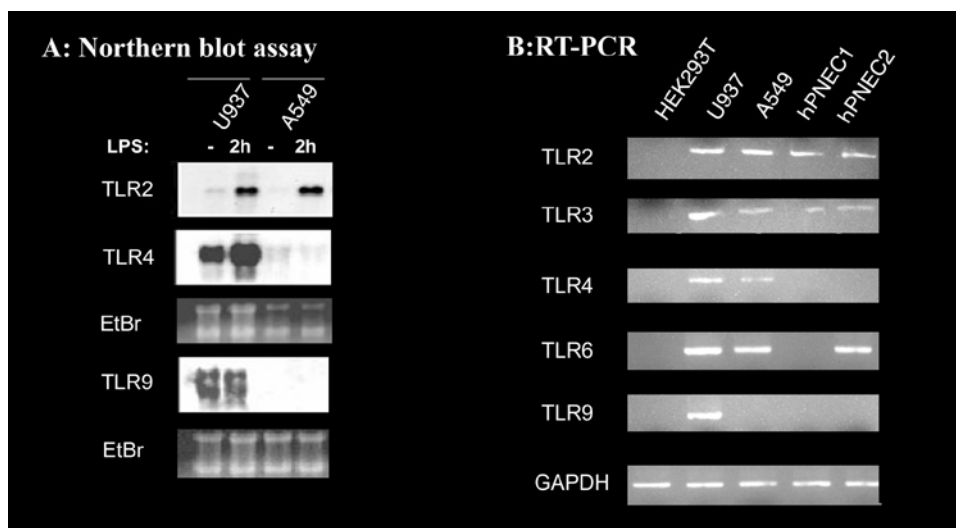 A: Northern blot assay
U937
A549
LPS: - 2h - 2h
TLR2
TLR4
EtBr
TLR9
EtBr
B:RT-PCR
HEK293T
U937
A549
hPNEC1
hPNEC2
TLR2
TLR3
TLR4
TLR6
TLR9
GAPDH